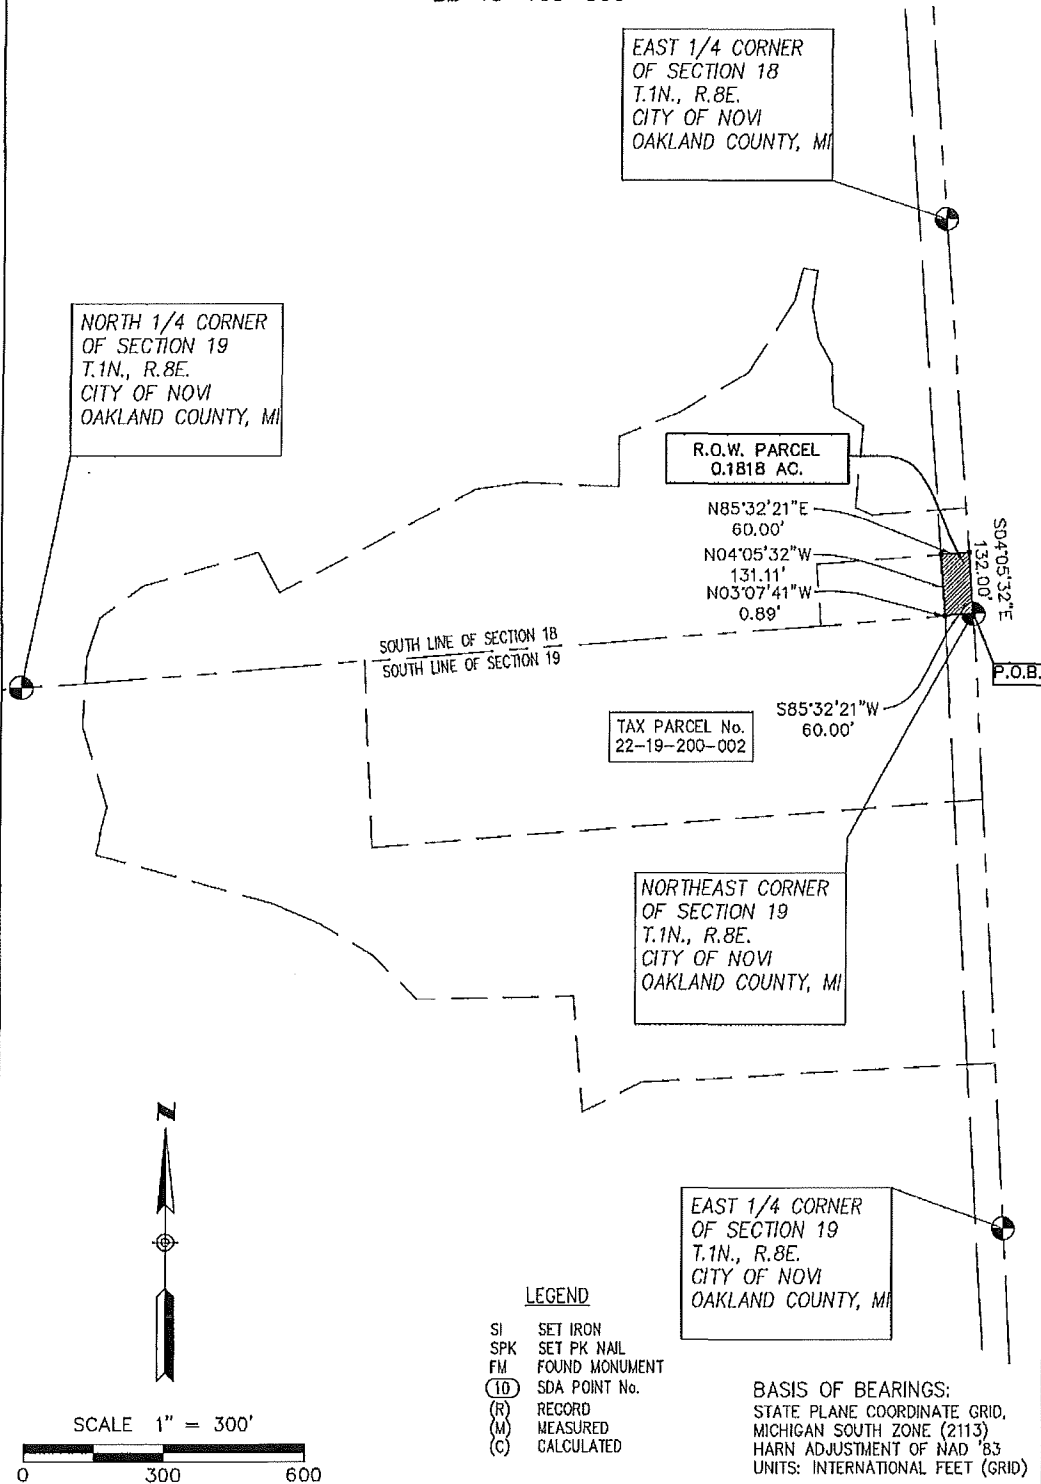 EAST 1/4 CORNER
OF SECTION 18
T.1N., R.8E.
CITY OF NOVI
OAKLAND COUNTY, MI
NORTH 1/4 CORNER
OF SECTION 19
T.1N., R.8E.
CITY OF NOVI
OAKLAND COUNTY, MI
R.O.W. PARCEL
0.1818 AC.
N85°32'21"E
60.00'
N04°05'32"W
131.11'
N03°07'41"W
0.89'
S04°05'32"E
132.00'
SOUTH LINE OF SECTION 18
SOUTH LINE OF SECTION 19
P.O.B.
S85°32'21"W
60.00'
TAX PARCEL No.
22-19-200-002
NORTHEAST CORNER
OF SECTION 19
T.1N., R.8E.
CITY OF NOVI
OAKLAND COUNTY, MI
EAST 1/4 CORNER
OF SECTION 19
T.1N., R.8E.
CITY OF NOVI
OAKLAND COUNTY, MI
N
SCALE 1" = 300'
0 300 600
LEGEND
SI SET IRON
SPK SET PK NAIL
FM FOUND MONUMENT
10 SDA POINT No.
(R) RECORD
(M) MEASURED
(C) CALCULATED
BASIS OF BEARINGS:
STATE PLANE COORDINATE GRID,
MICHIGAN SOUTH ZONE (2113)
HARN ADJUSTMENT OF NAD '83
UNITS: INTERNATIONAL FEET (GRID)